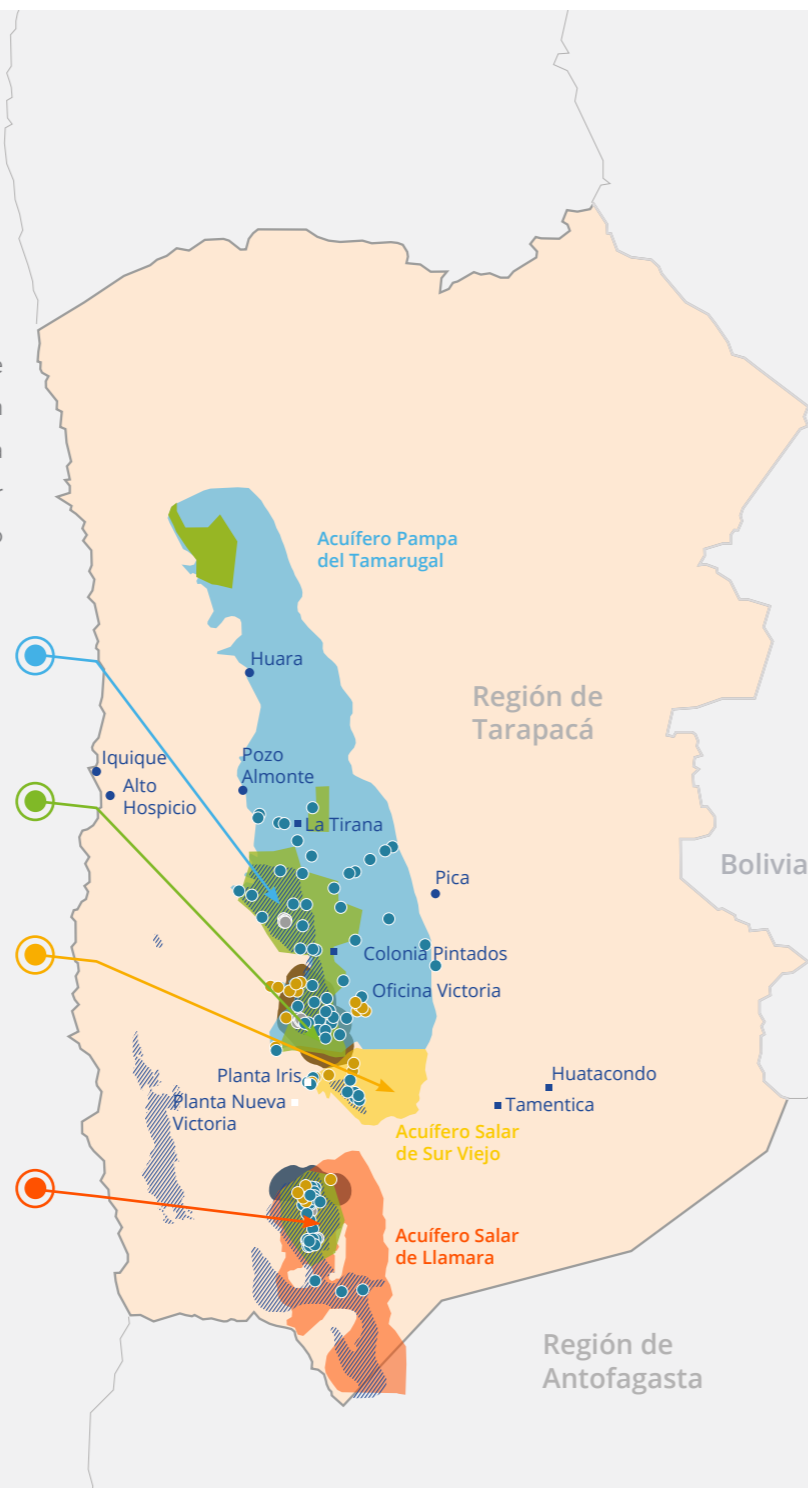 Acuífero Pampa
del Tamarugal
Huara
Región de
Tarapacá
Iquique
Pozo
Almonte
Alto
Hospicio
La Tirana
Bolivia
Pica
Colonia Pintados
Oficina Victoria
Planta Iris
Huatacondo
Planta Nueva
Victoria
Tamentica
Acuífero Salar
de Sur Viejo
Acuífero Salar
de Llamara
Región de
Antofagasta